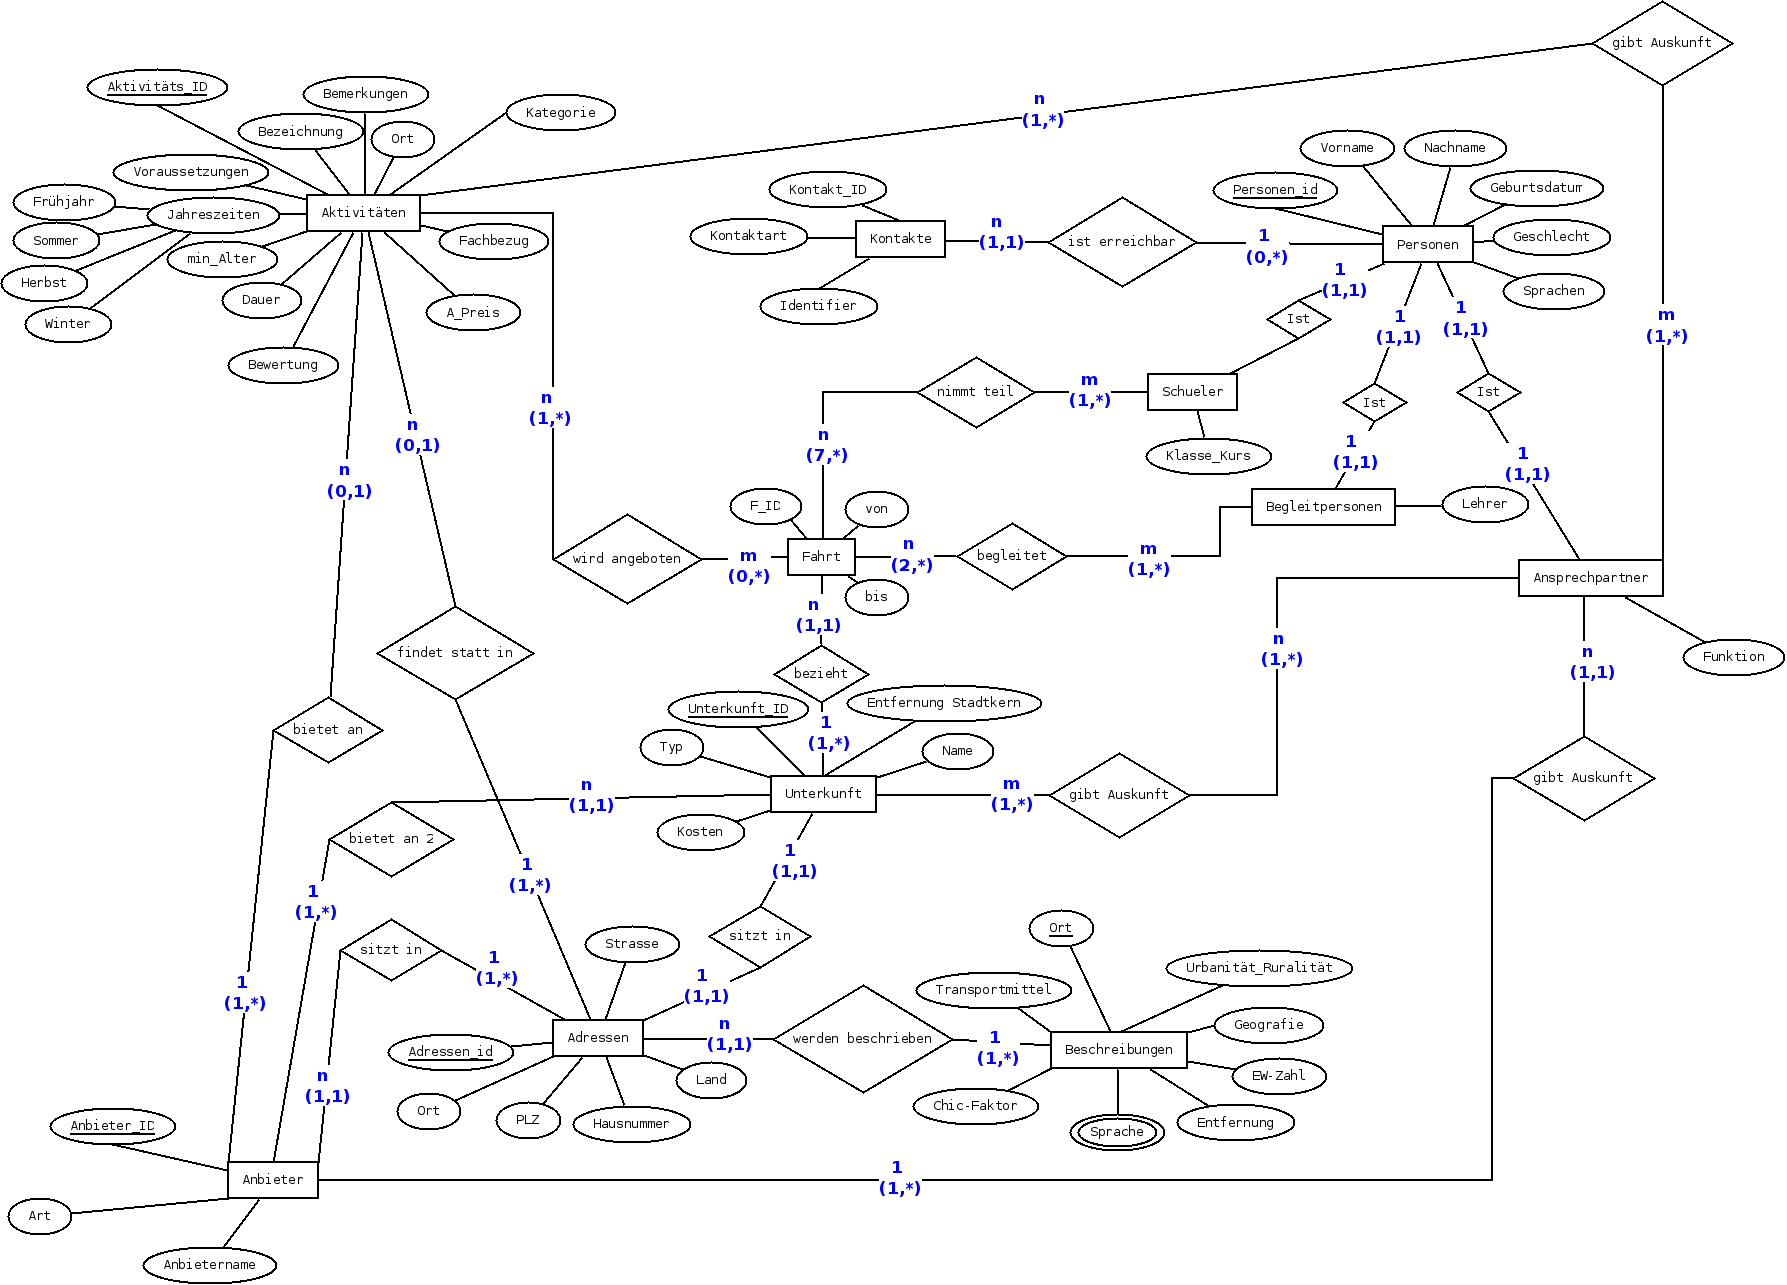 gibt Auskunft
Aktivitäts_ID
Bemerkungen
Kategorie
Bezeichnung
Ort
n
(1,*)
Voraussetzungen
Frühjahr
Jahreszeiten
Aktivitäten
Sommer
Fachbezug
min_Alter
Herbst
Dauer
A_Preis
Winter
Bewertung
Vorname
Nachname
Kontakt_ID
Personen_id
Geburtsdatum
Kontaktart
Kontakte
n
(1,1)
ist erreichbar
1
(0,*)
Personen
Geschlecht
Identifier
1
(1,1)
Sprachen
Ist
1
(1,1)
1
(1,1)
m
(1,*)
nimmt teil
m
(1,*)
Schueler
Ist
Ist
n
(1,*)
n
(0,1)
n
(7,*)
Klasse_Kurs
1
(1,1)
1
(1,1)
n
(0,1)
F_ID
von
Begleitpersonen
Lehrer
wird angeboten
m
(0,*)
Fahrt
n
(2,*)
begleitet
m
(1,*)
Ansprechpartner
bis
n
(1,1)
findet statt in
n
(1,*)
n
(1,1)
Funktion
bezieht
Unterkunft_ID
Entfernung Stadtkern
1
(1,*)
bietet an
Typ
Name
n
(1,1)
Unterkunft
m
(1,*)
gibt Auskunft
gibt Auskunft
bietet an 2
Kosten
1
(1,*)
1
(1,1)
1
(1,*)
sitzt in
Strasse
sitzt in
Ort
1
(1,*)
1
(1,*)
1
(1,1)
Transportmittel
Urbanität_Ruralität
Adressen_id
Adressen
n
(1,1)
werden beschrieben
1
(1,*)
Beschreibungen
Geografie
n
(1,1)
Land
EW-Zahl
Ort
PLZ
Hausnummer
Chic-Faktor
Sprache
Entfernung
Anbieter_ID
Anbieter
1
(1,*)
Art
Anbietername